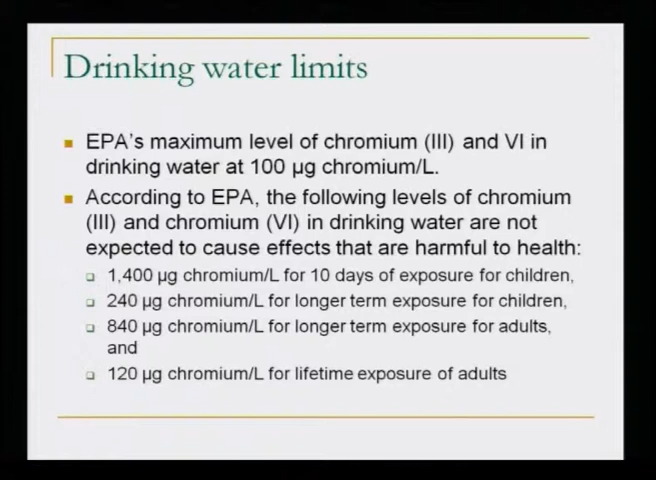 Drinking water limits
EPA's maximum level of chromium (III) and VI in
drinking water at 100 µg chromium/L.
According to EPA, the following levels of chromium
(III) and chromium (VI) in drinking water are not
expected to cause effects that are harmful to health:
1,400 µg chromium/L for 10 days of exposure for children,
240 µg chromium/L for longer term exposure for children,
840 µg chromium/L for longer term exposure for adults,
and
120 µg chromium/L for lifetime exposure of adults